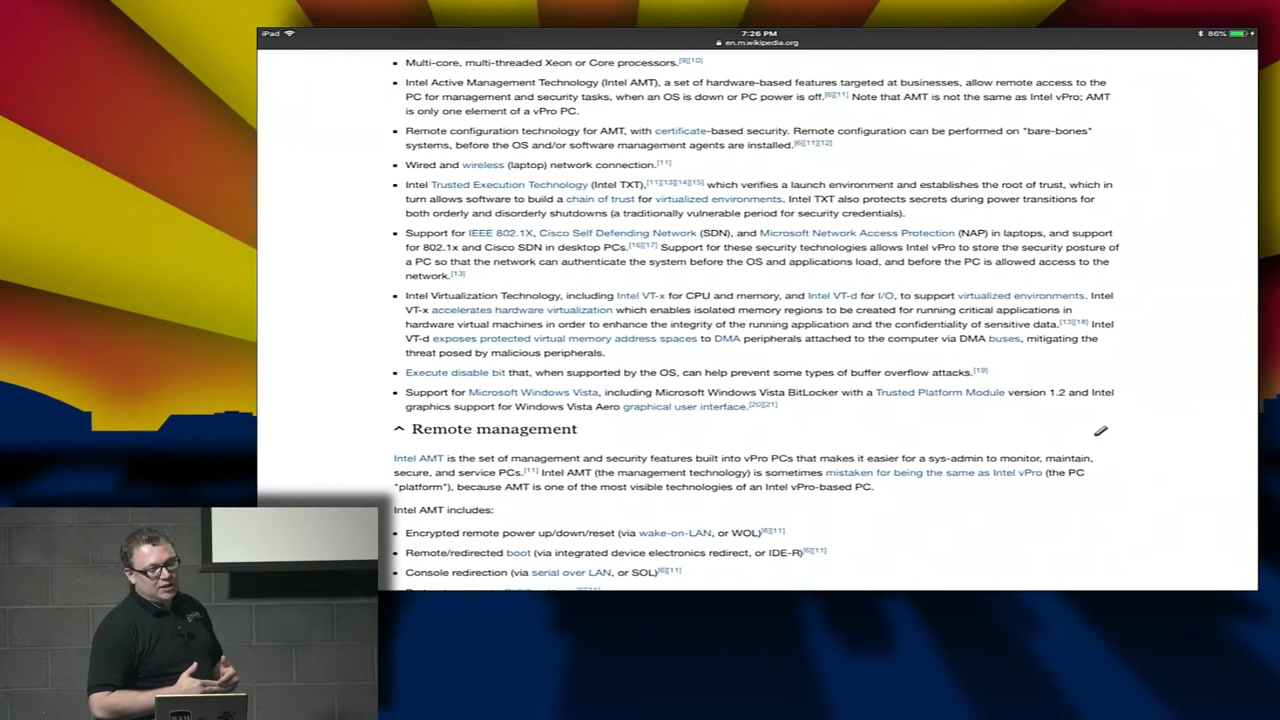 iPad 7:26 PM 86%
en.m.wikipedia.org
• Multi-core, multi-threaded Xeon or Core processors.[9][10]
• Intel Active Management Technology (Intel AMT), a set of hardware-based features targeted at businesses, allow remote access to the
PC for management and security tasks, when an OS is down or PC power is off.[6][11] Note that AMT is not the same as Intel vPro; AMT
is only one element of a vPro PC.
• Remote configuration technology for AMT, with certificate-based security. Remote configuration can be performed on "bare-bones"
systems, before the OS and/or software management agents are installed.[6][11][12]
• Wired and wireless (laptop) network connection.[11]
• Intel Trusted Execution Technology (Intel TXT),[11][13][14][15] which verifies a launch environment and establishes the root of trust, which in
turn allows software to build a chain of trust for virtualized environments. Intel TXT also protects secrets during power transitions for
both orderly and disorderly shutdowns (a traditionally vulnerable period for security credentials).
• Support for IEEE 802.1X, Cisco Self Defending Network (SDN), and Microsoft Network Access Protection (NAP) in laptops, and support
for 802.1x and Cisco SDN in desktop PCs.[16][17] Support for these security technologies allows Intel vPro to store the security posture of
a PC so that the network can authenticate the system before the OS and applications load, and before the PC is allowed access to the
network.[13]
• Intel Virtualization Technology, including Intel VT-x for CPU and memory, and Intel VT-d for I/O, to support virtualized environments. Intel
VT-x accelerates hardware virtualization which enables isolated memory regions to be created for running critical applications in
hardware virtual machines in order to enhance the integrity of the running application and the confidentiality of sensitive data.[13][18] Intel
VT-d exposes protected virtual memory address spaces to DMA peripherals attached to the computer via DMA buses, mitigating the
threat posed by malicious peripherals.
• Execute disable bit that, when supported by the OS, can help prevent some types of buffer overflow attacks.[19]
• Support for Microsoft Windows Vista, including Microsoft Windows Vista BitLocker with a Trusted Platform Module version 1.2 and Intel
graphics support for Windows Vista Aero graphical user interface.[20][21]
Remote management
Intel AMT is the set of management and security features built into vPro PCs that makes it easier for a sys-admin to monitor, maintain,
secure, and service PCs.[11] Intel AMT (the management technology) is sometimes mistaken for being the same as Intel vPro (the PC
"platform"), because AMT is one of the most visible technologies of an Intel vPro-based PC.
Intel AMT includes:
• Encrypted remote power up/down/reset (via wake-on-LAN, or WOL)[6][11]
• Remote/redirected boot (via integrated device electronics redirect, or IDE-R)[6][11]
• Console redirection (via serial over LAN, or SOL)[6][11]